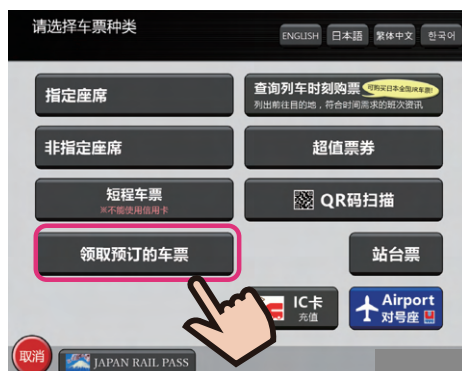 请选择车票种类
ENGLISH 日本語 繁体中文 한국어
指定座席
查询列车时刻购票 可购买日本全国JR车票!
列出前往目的地，符合时间需求的班次资讯
非指定座席
超值票券
短程车票
※不能使用信用卡
QR码扫描
领取预订的车票
站台票
IC卡
充值
Airport
对号座
取消
JAPAN RAIL PASS